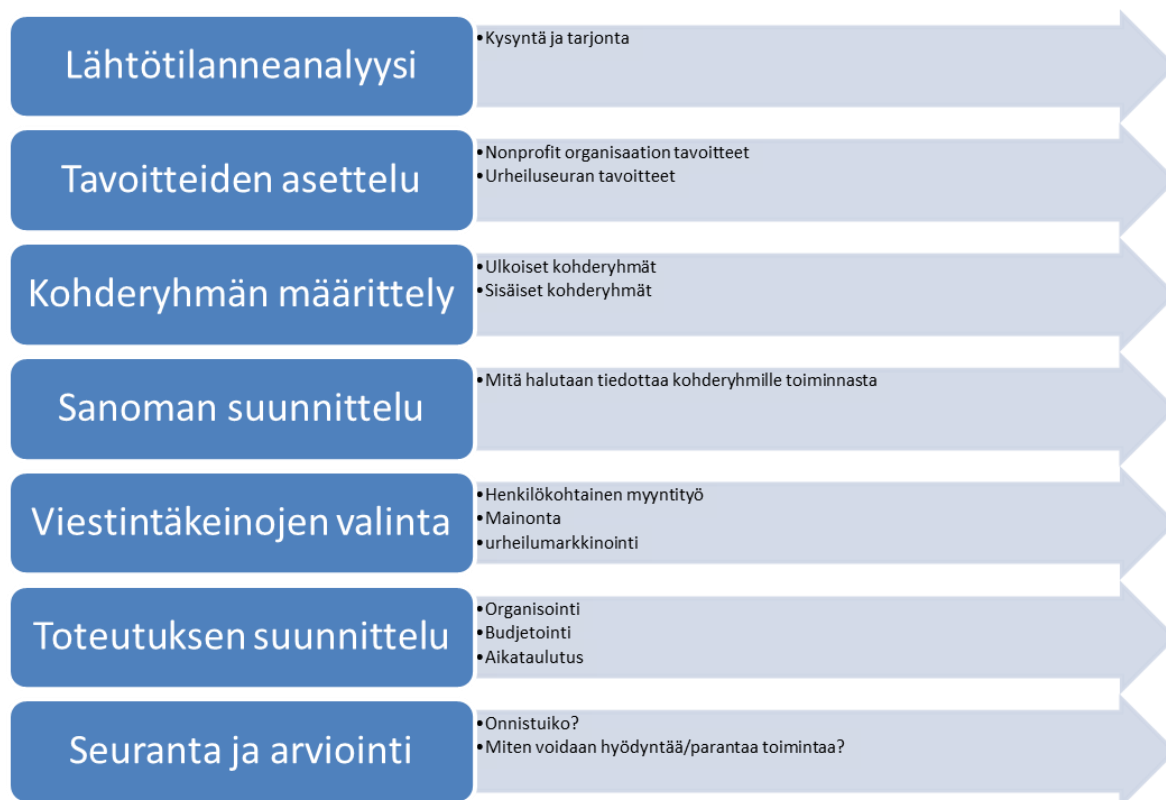 Lähtötilanneanalyysi
•Kysyntä ja tarjonta
Tavoitteiden asettelu
•Nonprofit organisaation tavoitteet
•Urheiluseuran tavoitteet
Kohderyhmän määrittely
•Ulkoiset kohderyhmät
•Sisäiset kohderyhmät
Sanoman suunnittelu
•Mitä halutaan tiedottaa kohderyhmille toiminnasta
Viestintäkeinojen valinta
•Henkilökohtainen myyntityö
•Mainonta
•urheilumarkkinointi
Toteutuksen suunnittelu
•Organisointi
•Budjetointi
•Aikataulutus
Seuranta ja arviointi
•Onnistuiko?
•Miten voidaan hyödyntää/parantaa toimintaa?